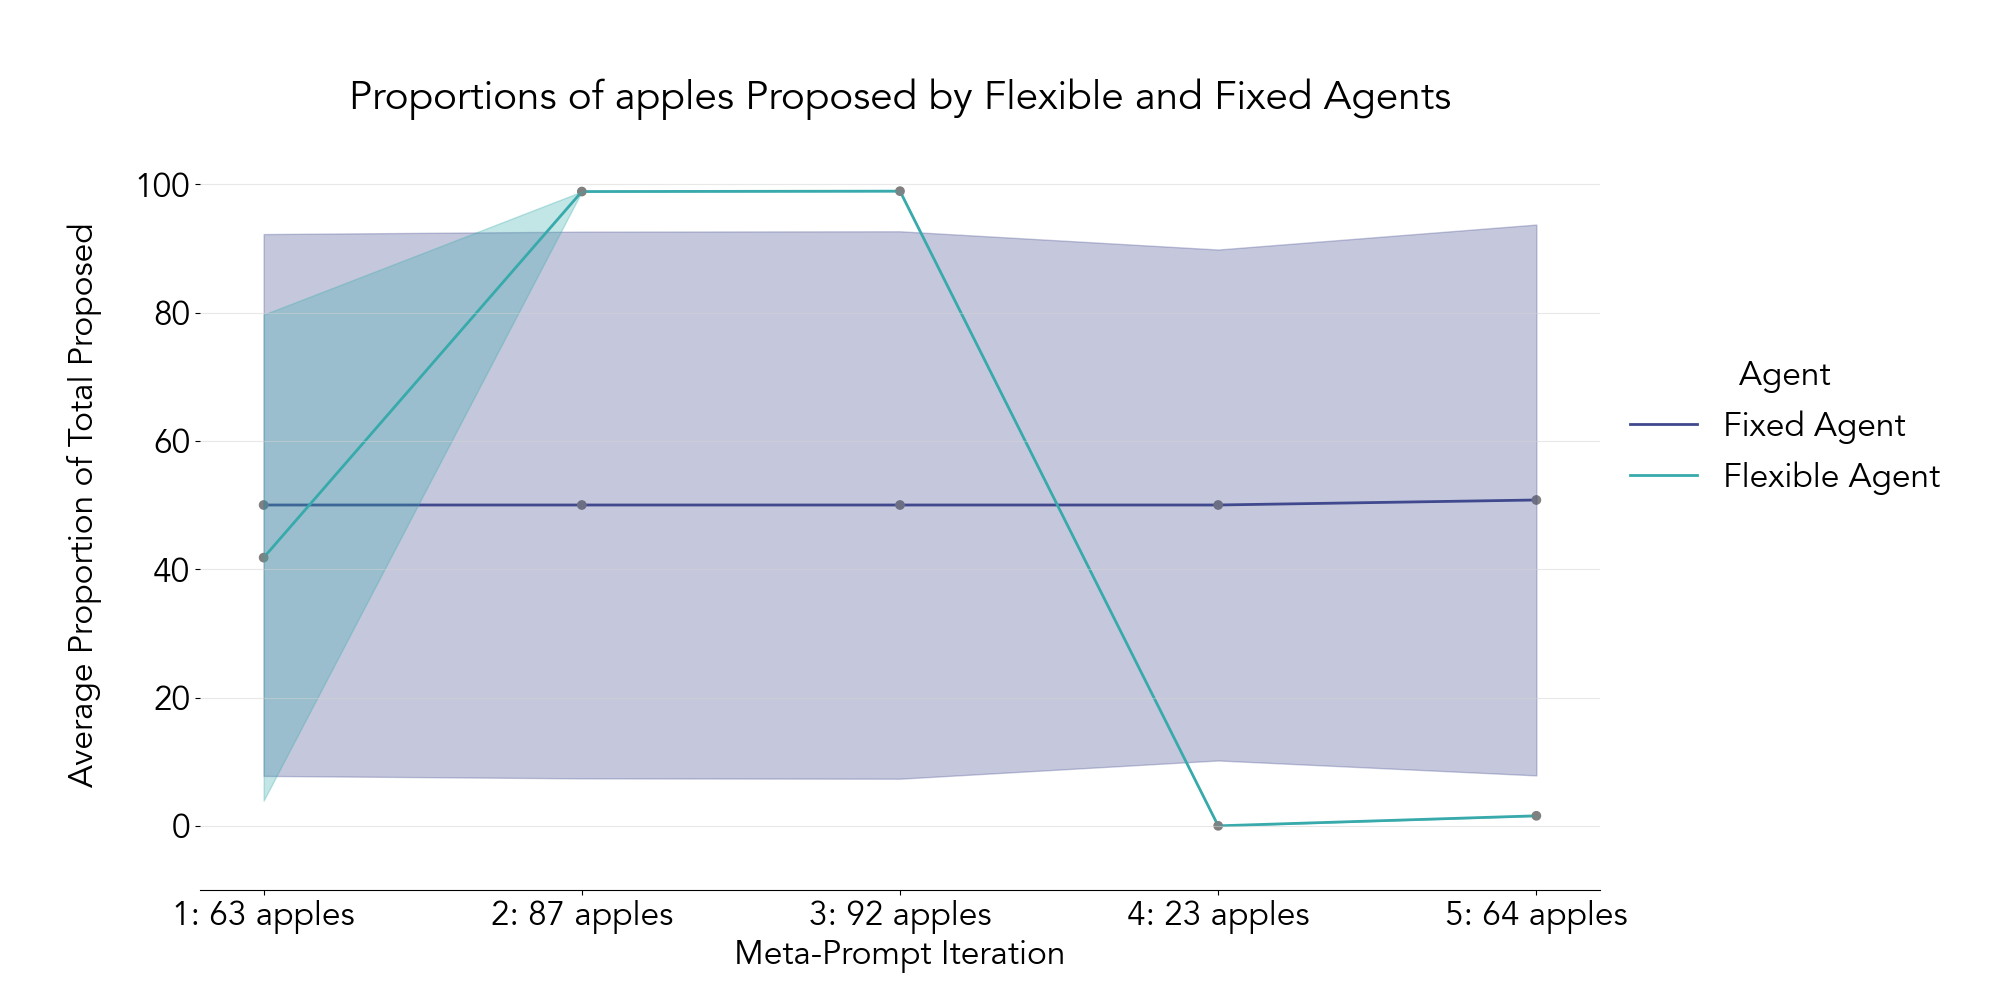 Proportions of apples Proposed by Flexible and Fixed Agents
Average Proportion of Total Proposed
100
80
60
40
20
0
1: 63 apples
2: 87 apples
3: 92 apples
4: 23 apples
5: 64 apples
Meta-Prompt Iteration
Agent
Fixed Agent
Flexible Agent